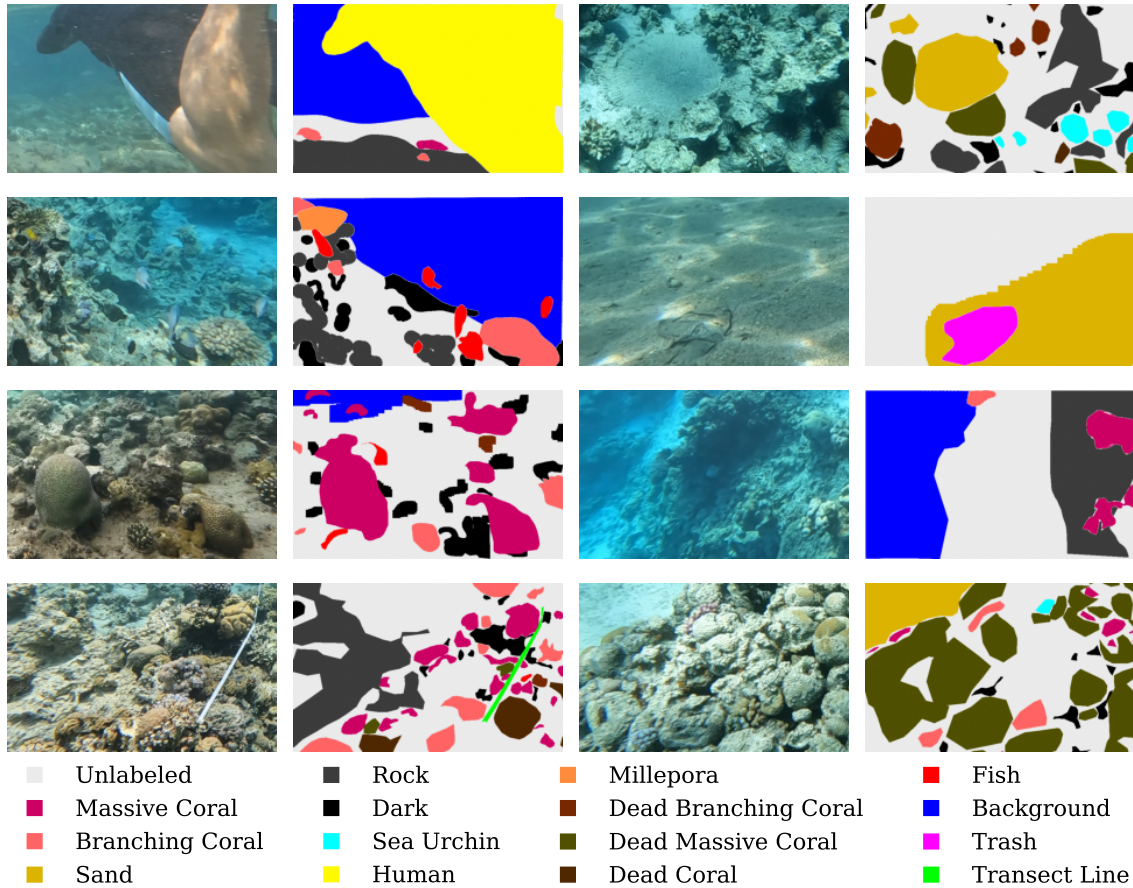 Unlabeled Rock Millepora Fish
Massive Coral Dark Dead Branching Coral Background
Branching Coral Sea Urchin Dead Massive Coral Trash
Sand Human Dead Coral Transect Line